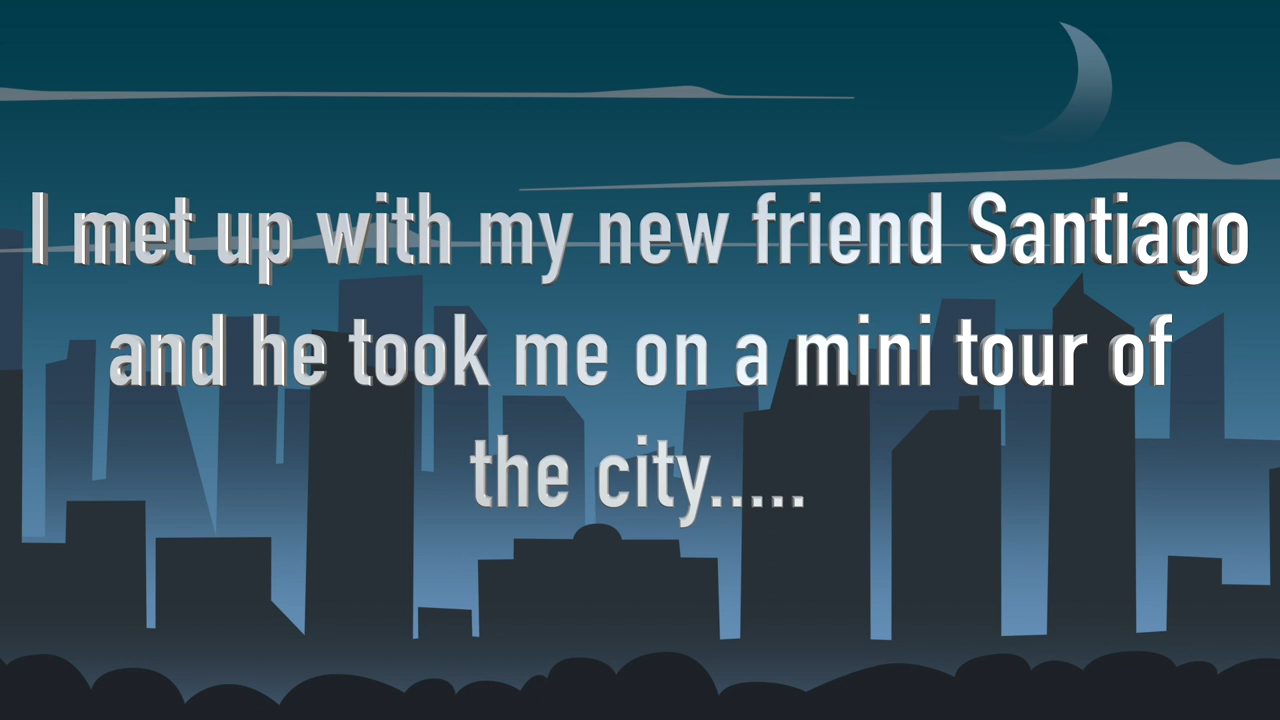 I met up with my new friend Santiago
and he took me on a mini tour of
the city.....